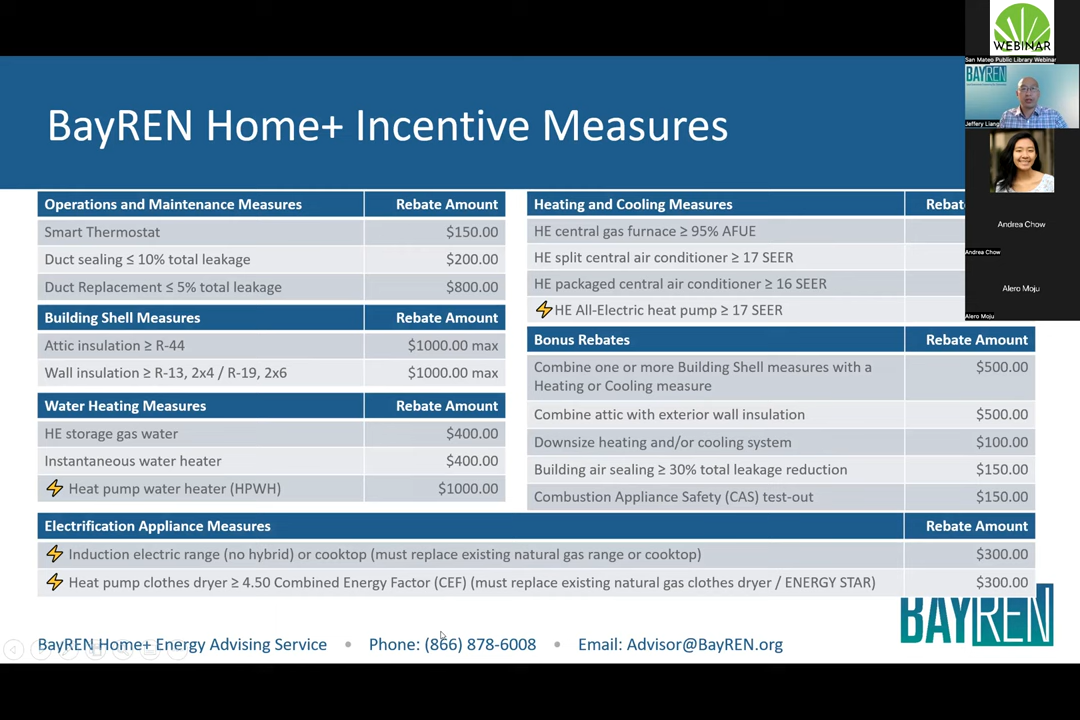 BayREN Home+ Incentive Measures
Operations and Maintenance Measures Rebate Amount
Smart Thermostat $150.00
Duct sealing ≤ 10% total leakage $200.00
Duct Replacement ≤ 5% total leakage $800.00
Building Shell Measures Rebate Amount
Attic insulation ≥ R-44 $1000.00 max
Wall insulation ≥ R-13, 2x4 / R-19, 2x6 $1000.00 max
Water Heating Measures Rebate Amount
HE storage gas water $400.00
Instantaneous water heater $400.00
Heat pump water heater (HPWH) $1000.00
Heating and Cooling Measures Rebat
HE central gas furnace ≥ 95% AFUE
HE split central air conditioner ≥ 17 SEER
HE packaged central air conditioner ≥ 16 SEER
HE All-Electric heat pump ≥ 17 SEER
Bonus Rebates Rebate Amount
Combine one or more Building Shell measures with a $500.00
Heating or Cooling measure
Combine attic with exterior wall insulation $500.00
Downsize heating and/or cooling system $100.00
Building air sealing ≥ 30% total leakage reduction $150.00
Combustion Appliance Safety (CAS) test-out $150.00
Electrification Appliance Measures Rebate Amount
Induction electric range (no hybrid) or cooktop (must replace existing natural gas range or cooktop) $300.00
Heat pump clothes dryer ≥ 4.50 Combined Energy Factor (CEF) (must replace existing natural gas clothes dryer / ENERGY STAR) $300.00
BayREN Home+ Energy Advising Service • Phone: (866) 878-6008 • Email: Advisor@BayREN.org
BAYREN
WEBINAR
San Mateo Public Library Webinar
BAYREN
Jeffery Liang
Andrea Chow
Andrea Chow
Alero Moju
Alero Moju